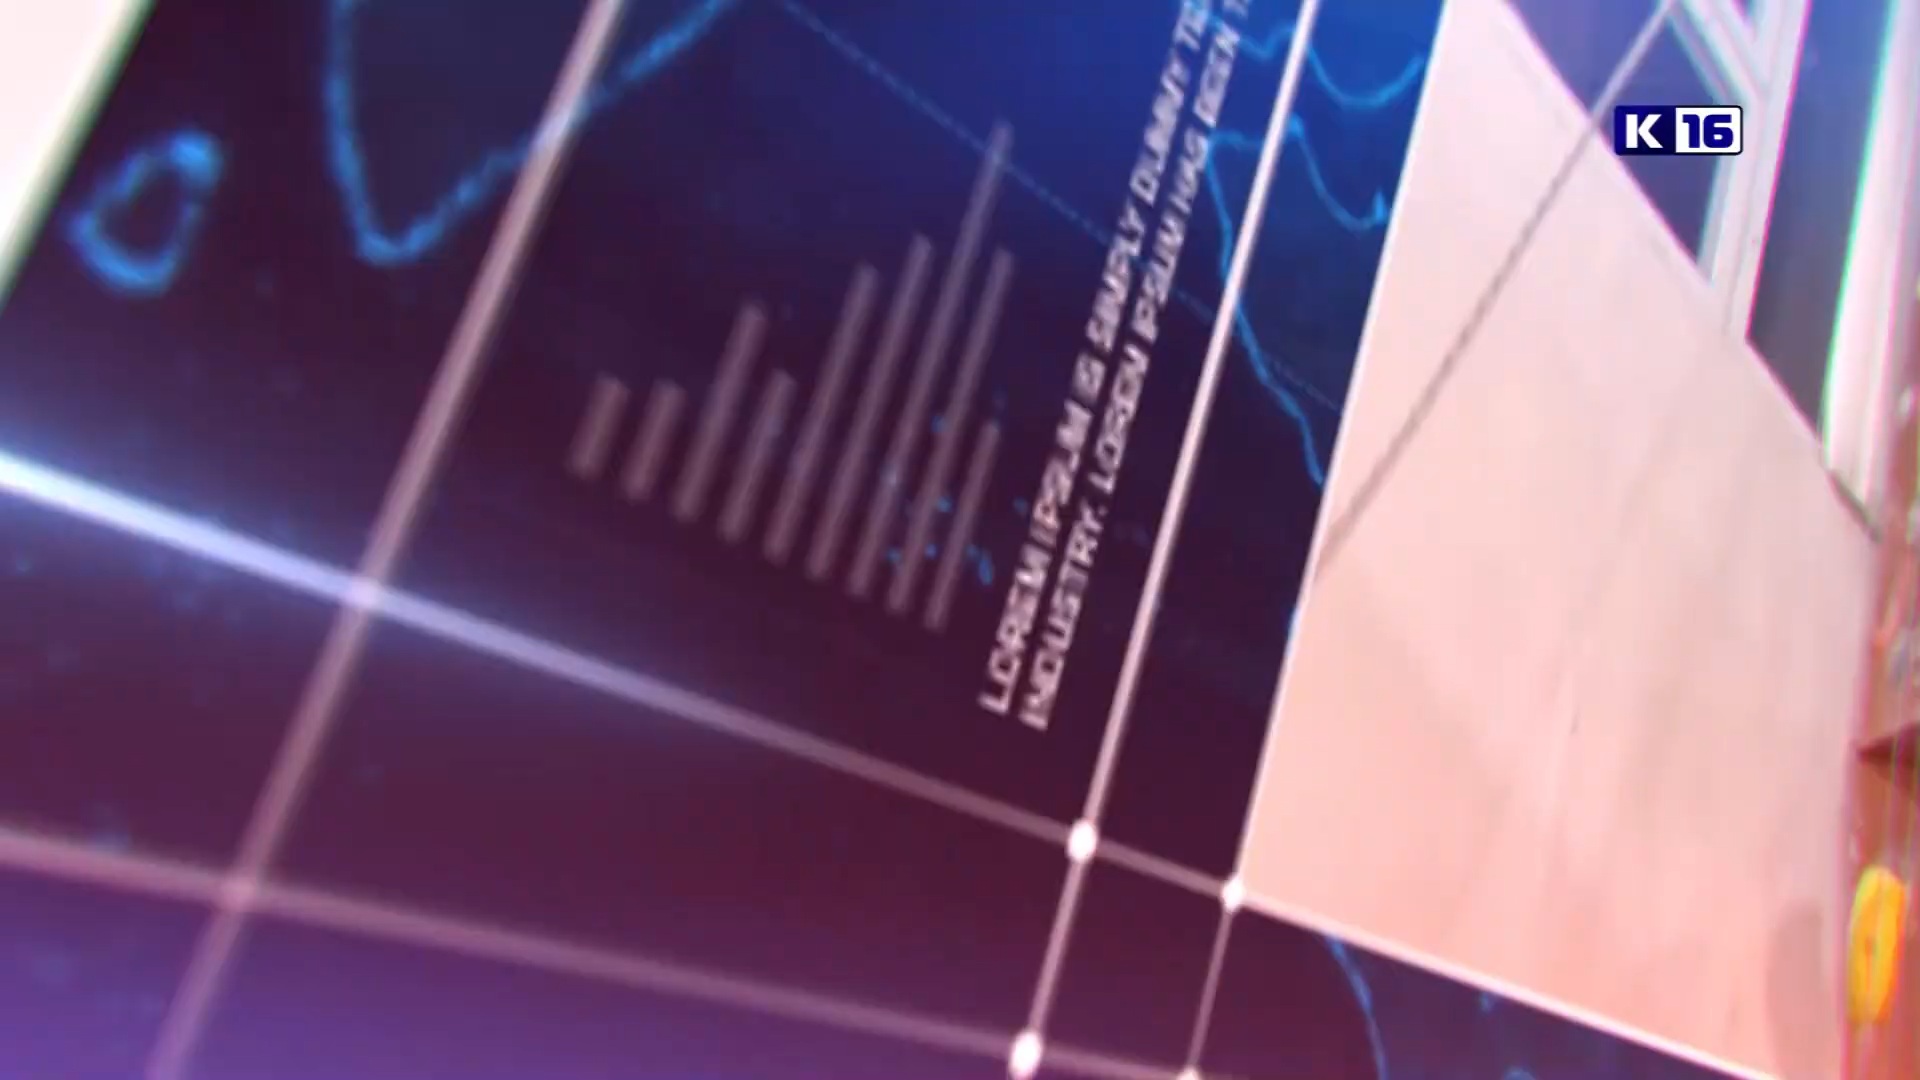 K 16
LOREM IPSUM IS SIMPLY DUMMY
INDUSTRY. LOREM IPSUM HAS BEEN